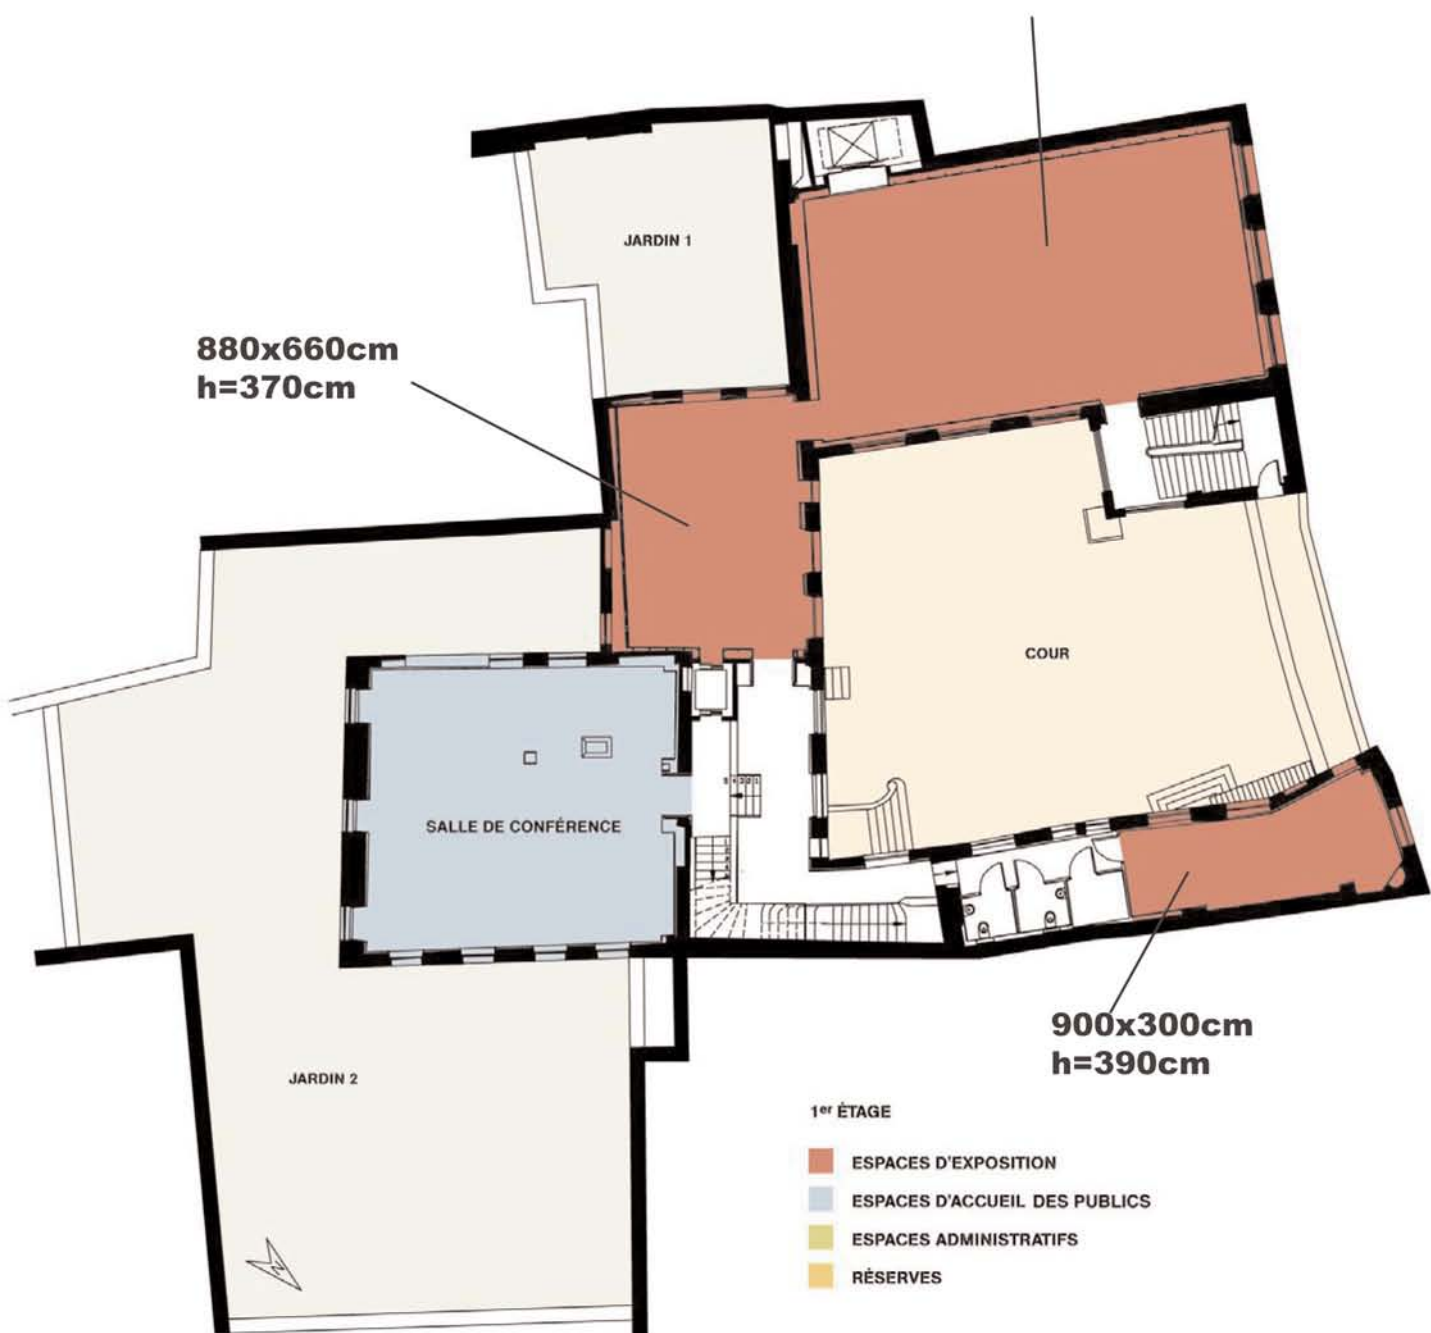 JARDIN 1
880x660cm
h=370cm
COUR
SALLE DE CONFÉRENCE
900x300cm
h=390cm
JARDIN 2
1er ÉTAGE
ESPACES D'EXPOSITION
ESPACES D'ACCUEIL DES PUBLICS
ESPACES ADMINISTRATIFS
RÉSERVES
N